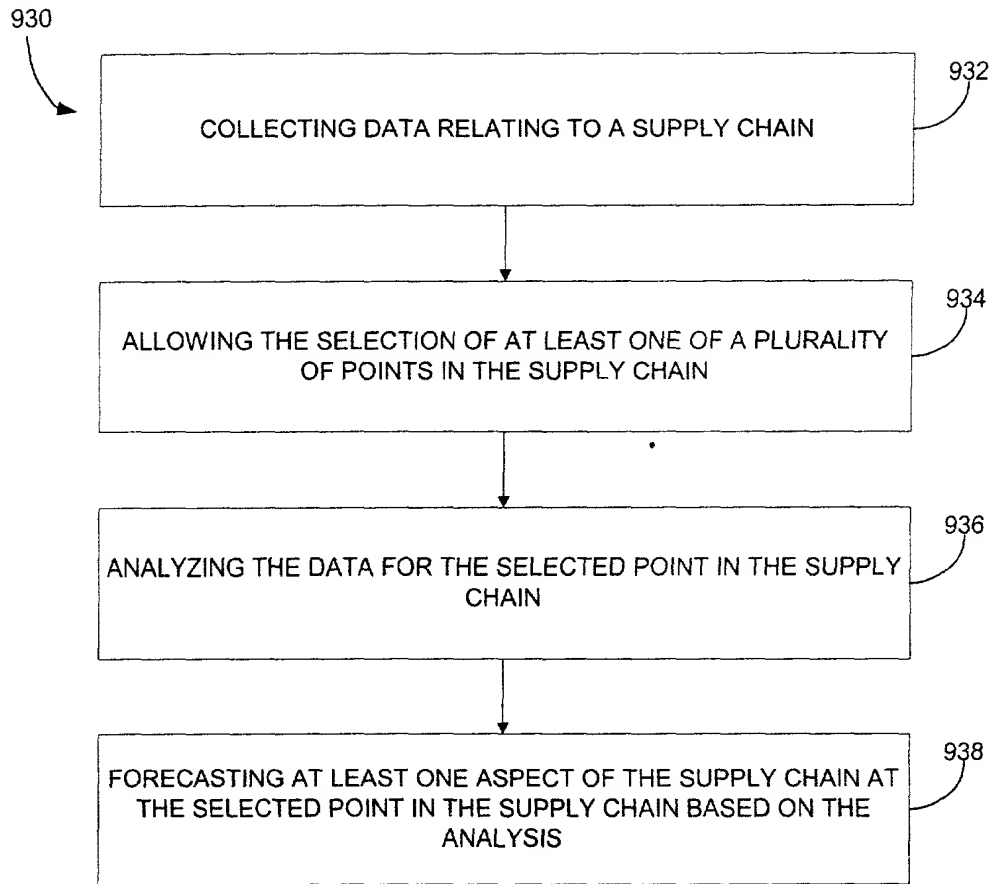 930
932
COLLECTING DATA RELATING TO A SUPPLY CHAIN
934
ALLOWING THE SELECTION OF AT LEAST ONE OF A PLURALITY
OF POINTS IN THE SUPPLY CHAIN
936
ANALYZING THE DATA FOR THE SELECTED POINT IN THE SUPPLY
CHAIN
938
FORECASTING AT LEAST ONE ASPECT OF THE SUPPLY CHAIN AT
THE SELECTED POINT IN THE SUPPLY CHAIN BASED ON THE
ANALYSIS